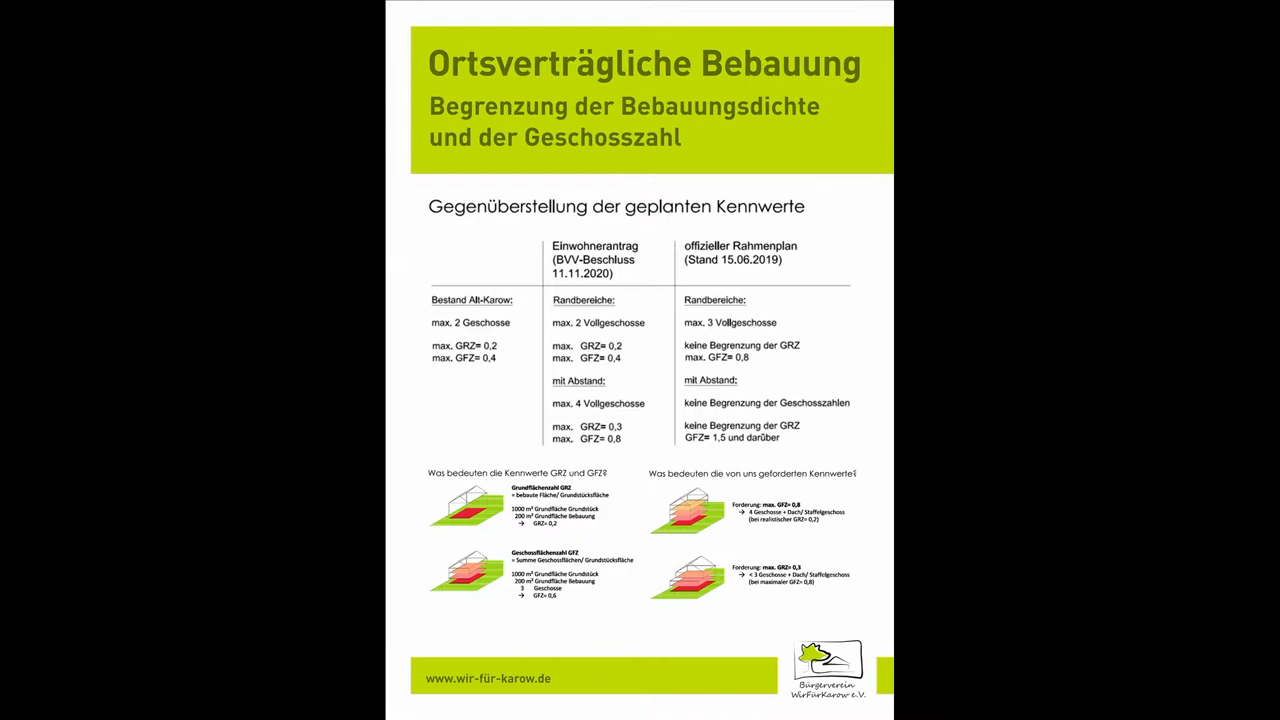 Ortsverträgliche Bebauung
Begrenzung der Bebauungsdichte
und der Geschosszahl
Gegenüberstellung der geplanten Kennwerte
Einwohnerantrag
(BVV-Beschluss
11.11.2020)
offizieller Rahmenplan
(Stand 15.06.2019)
Bestand Alt-Karow:
max. 2 Geschosse
max. GRZ= 0,2
max. GFZ= 0,4
Randbereiche:
max. 2 Vollgeschosse
max. GRZ= 0,2
max. GFZ= 0,4
mit Abstand:
max. 4 Vollgeschosse
max. GRZ= 0,3
max. GFZ= 0,8
Randbereiche:
max. 3 Vollgeschosse
keine Begrenzung der GRZ
max. GFZ= 0,8
mit Abstand:
keine Begrenzung der Geschosszahlen
keine Begrenzung der GRZ
GFZ= 1,5 und darüber
Was bedeuten die Kennwerte GRZ und GFZ?
Grundflächenzahl GRZ
= bebaute Fläche/ Grundstücksfläche
1000 m² Grundfläche Grundstück
200 m² Grundfläche Bebauung
→ GRZ= 0,2
Geschossflächenzahl GFZ
= Summe Geschossflächen/ Grundstücksfläche
1000 m² Grundfläche Grundstück
200 m² Grundfläche Bebauung
3 Geschosse
→ GFZ= 0,6
Was bedeuten die von uns geforderten Kennwerte?
Forderung: max. GFZ= 0,8
→ 4 Geschosse + Dach/ Staffelgeschoss
(bei realistischer GRZ= 0,2)
Forderung: max. GRZ= 0,3
→ < 3 Geschosse + Dach/ Staffelgeschoss
(bei maximaler GFZ= 0,8)
www.wir-für-karow.de
Bürgerverein
WirFürKarow e.V.